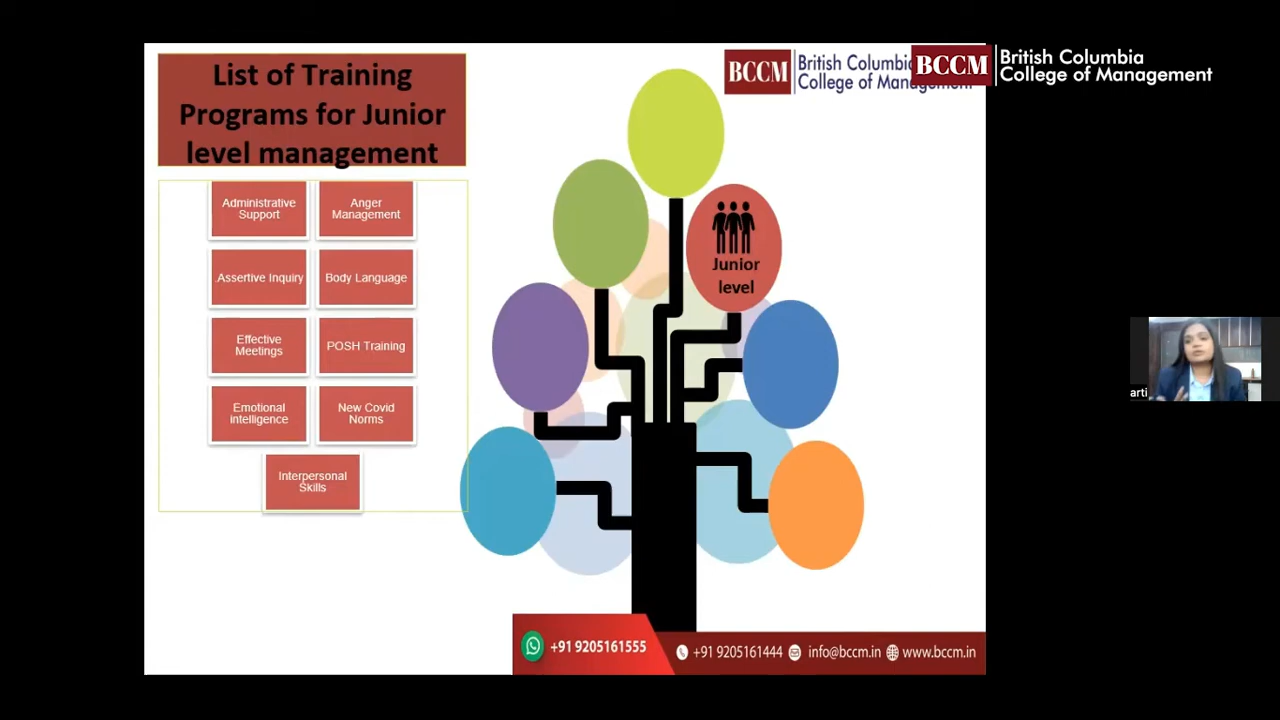 List of Training
Programs for Junior
level management
Administrative
Support
Anger
Management
Assertive Inquiry
Body Language
Effective
Meetings
POSH Training
Emotional
intelligence
New Covid
Norms
Interpersonal
Skills
BCCM
British Columbia
College of Management
BCCM
British Columbia
College of Management
Junior
level
arti
+91 9205161555
+91 9205161444
info@bccm.in
www.bccm.in